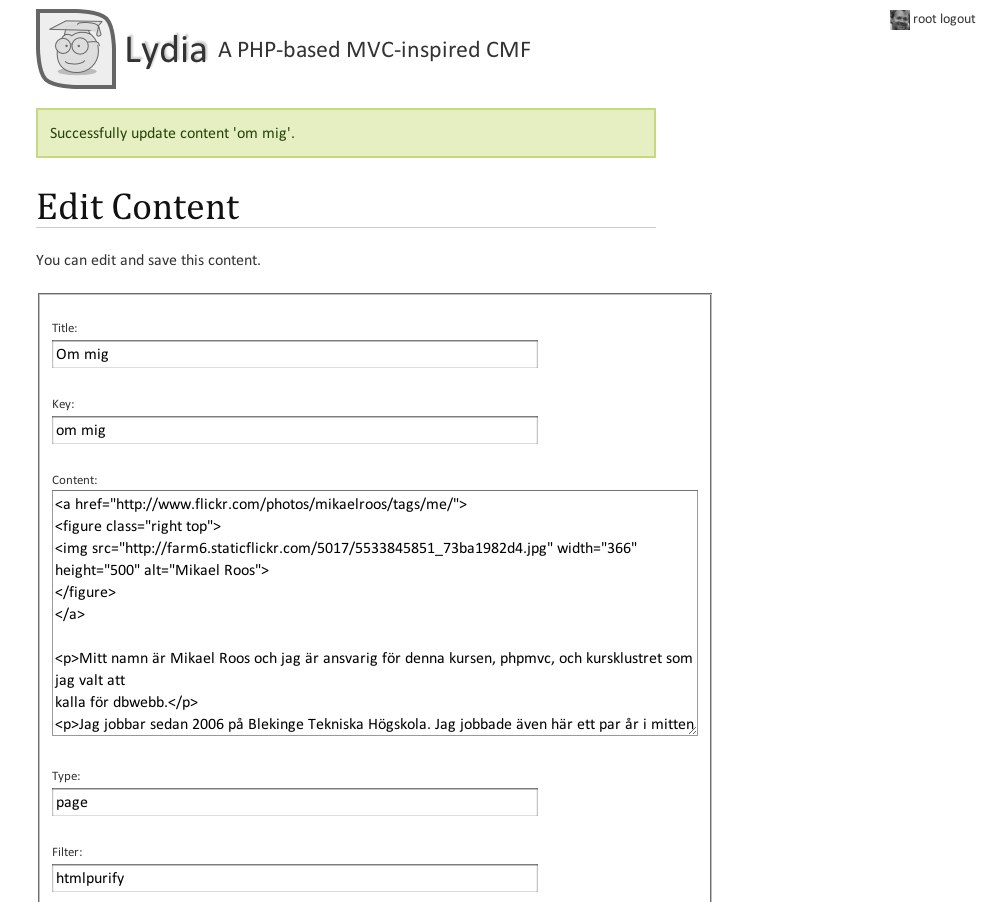 root logout
Lydia A PHP-based MVC-inspired CMF
Successfully update content 'om mig'.
Edit Content
You can edit and save this content.
Title:
Om mig
Key:
om mig
Content:
<a href="http://www.flickr.com/photos/mikaelroos/tags/me/">
<figure class="right top">
<img src="http://farm6.staticflickr.com/5017/5533845851_73ba1982d4.jpg" width="366"
height="500" alt="Mikael Roos">
</figure>
</a>
<p>Mitt namn är Mikael Roos och jag är ansvarig för denna kursen, phpmvc, och kursklustret som
jag valt att
kalla för dbwebb.</p>
<p>Jag jobbar sedan 2006 på Blekinge Tekniska Högskola. Jag jobbade även här ett par år i mitten
Type:
page
Filter:
htmlpurify